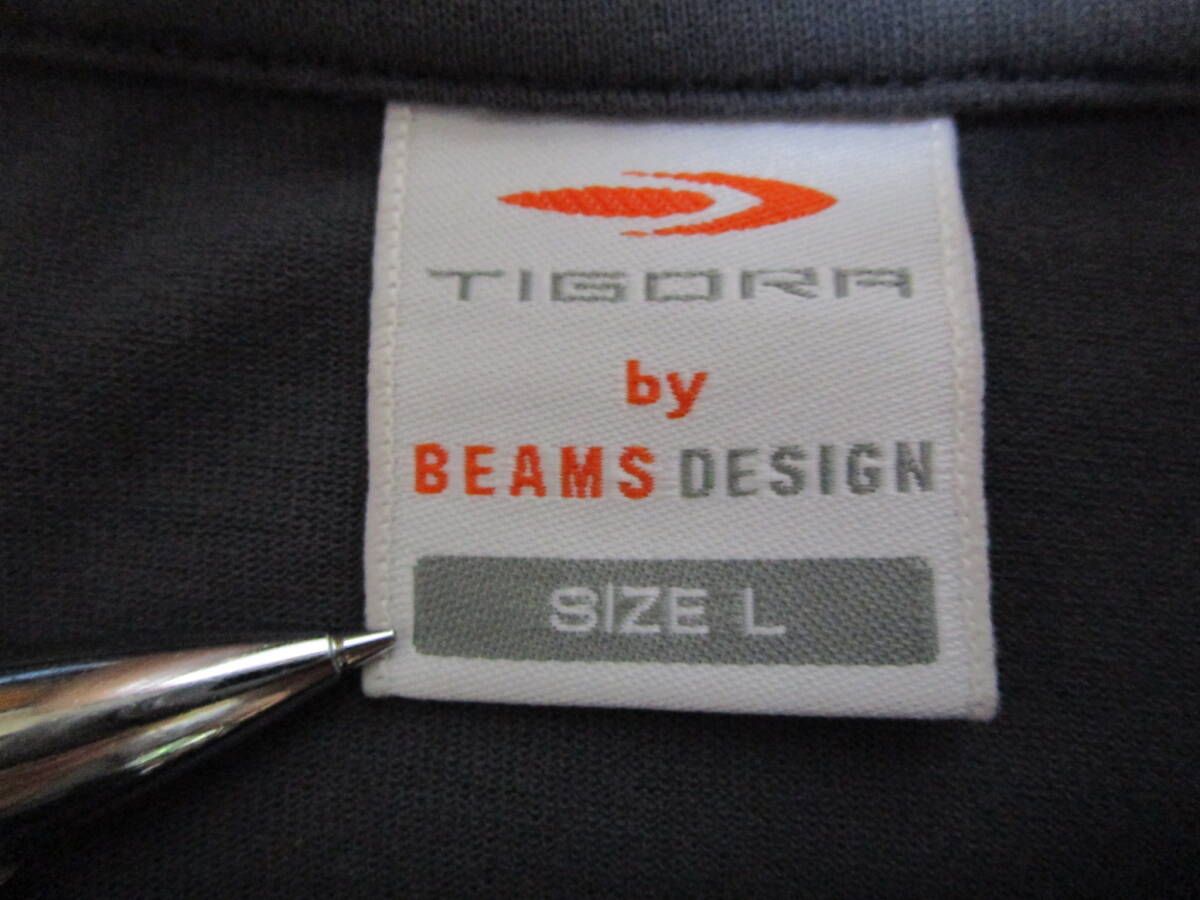 TIGORA
by
BEAMS DESIGN
SIZE L